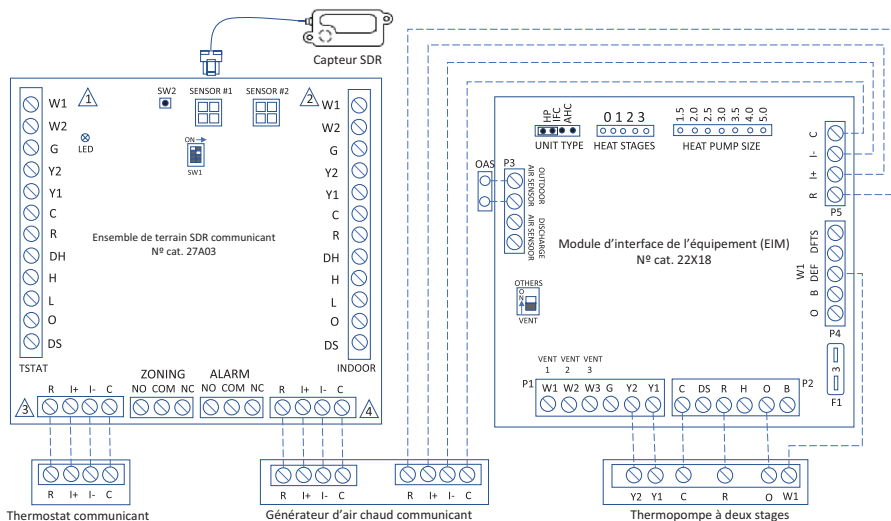 Capteur SDR
W1
W2
G
Y2
Y1
C
R
DH
H
L
O
DS
TSTAT
1
LED
SW2
SENSOR #1
SENSOR #2
2
ON
SW1
Ensemble de terrain SDR communicant
Nº cat. 27A03
W1
W2
G
Y2
Y1
C
R
DH
H
L
O
DS
INDOOR
3
R I+ I- C
ZONING
NO COM NC
ALARM
NO COM NC
R I+ I- C
4
R I+ I- C
Thermostat communicant
R I+ I- C
R I+ I- C
Générateur d'air chaud communicant
HP
IFC
AHC
UNIT TYPE
0 1 2 3
HEAT STAGES
1.5
2.0
2.5
3.0
3.5
4.0
5.0
HEAT PUMP SIZE
C
I-
I+
R
P5
OAS
P3
OUTDOOR
AIR SENSOR
DISCHARGE
AIR SENSOOR
Module d'interface de l'équipement (EIM)
Nº cat. 22X18
DFTS
W1
DEF
B
O
P4
OTHERS
ON
VENT
3
F1
VENT
1
VENT
2
VENT
3
P1
W1 W2 W3 G Y2 Y1
C DS R H O B
P2
Y2 Y1 C R O W1
Thermopompe à deux stages